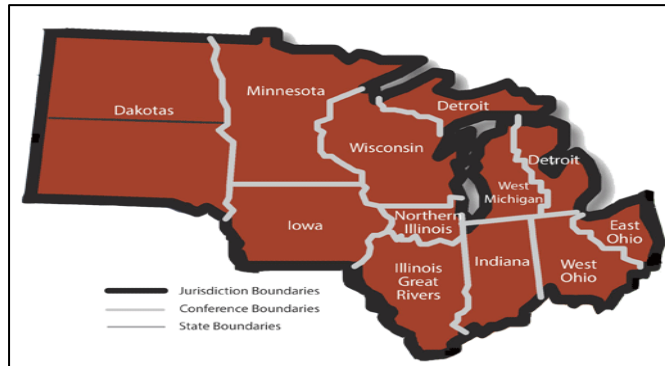 Dakotas
Minnesota
Detroit
Wisconsin
Detroit
West
Michigan
Iowa
Northern
Illinois
East
Ohio
Illinois
Great
Rivers
Indiana
West
Ohio
Jurisdiction Boundaries
Conference Boundaries
State Boundaries